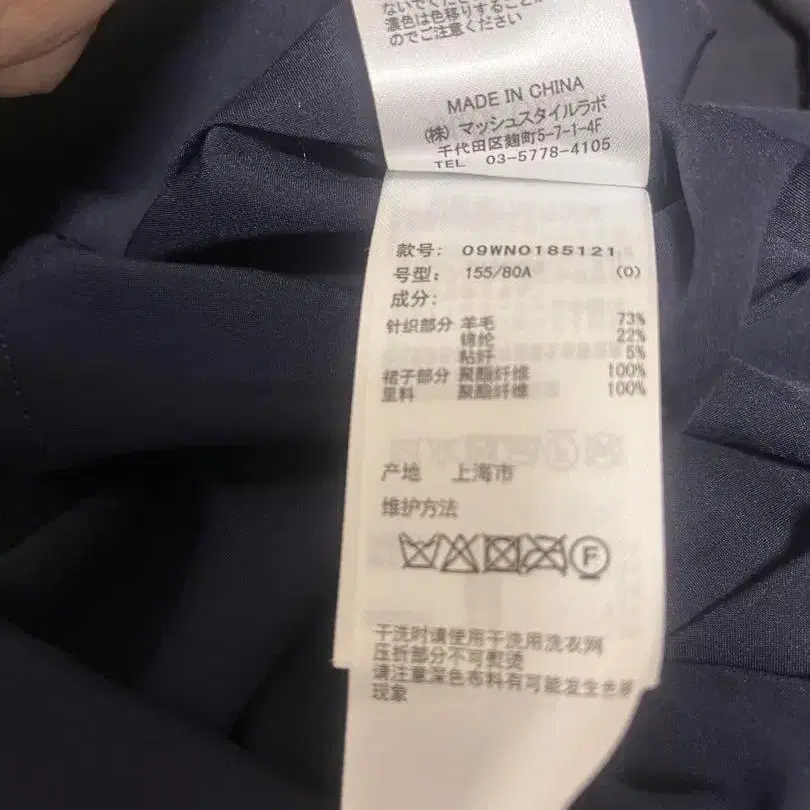 ないでくだ
濃色は色移りすることが
のでご注意ください
MADE IN CHINA
(株) マッシュスタイルラボ
千代田区麹町5-7-1-4F
TEL 03-5778-4105
款号: 09WNO185121
号型: 155/80A (0)
成分:
针织部分 羊毛 73%
锦纶 22%
粘纤 5%
裙子部分 聚酯纤维 100%
里料 聚酯纤维 100%
产地 上海市
维护方法
F
干洗时请使用干洗用洗衣网
压折部分不可熨烫
请注意深色布料有可能发生色移
现象